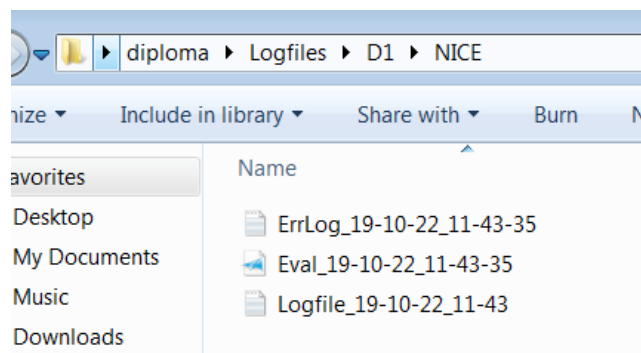 diploma Logfiles D1 NICE
nize Include in library Share with Burn N
avorites
Name
Desktop
ErrLog_19-10-22_11-43-35
My Documents
Eval_19-10-22_11-43-35
Music
Logfile_19-10-22_11-43
Downloads